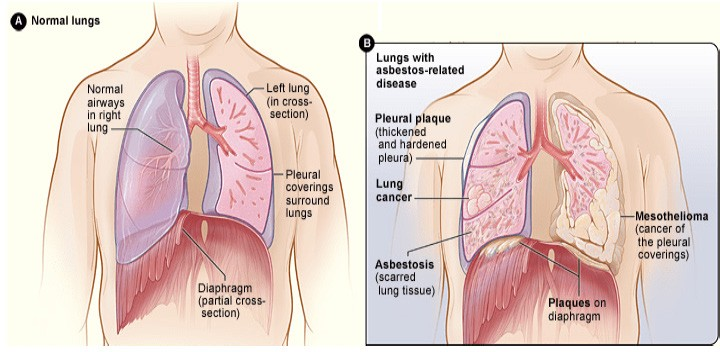 A Normal lungs
Normal
airways
in right
lung
Left lung
(in cross-
section)
Pleural
coverings
surround
lungs
Diaphragm
(partial cross-
section)
B
Lungs with
asbestos-related
disease
Pleural plaque
(thickened
and hardened
pleura)
Lung
cancer
Asbestosis
(scarred
lung tissue)
Mesothelioma
(cancer of
the pleural
coverings)
Plaques on
diaphragm